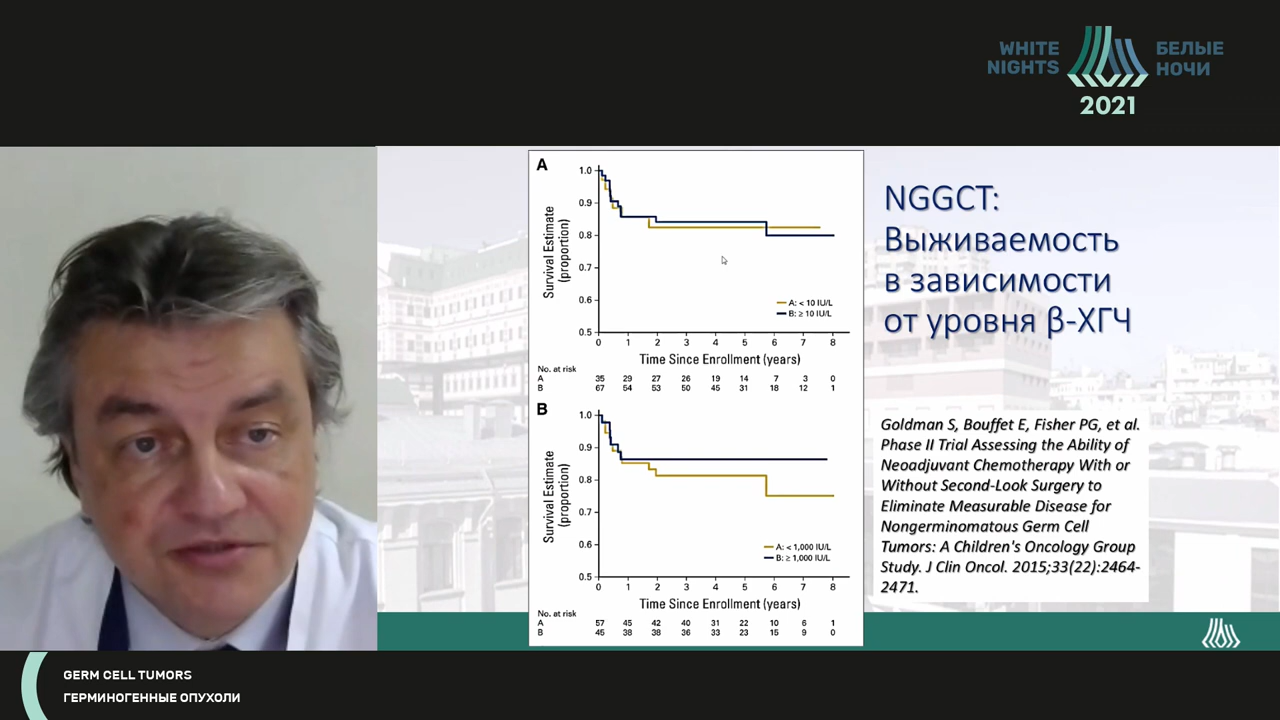 WHITE
NIGHTS
БЕЛЫЕ
НОЧИ
2021
A
1.0
0.9
0.8
0.7
0.6
0.5
Survival Estimate
(proportion)
A: < 10 IU/L
B: ≥ 10 IU/L
0 1 2 3 4 5 6 7 8
Time Since Enrollment (years)
No. at risk
A 35 29 27 26 19 14 7 3 0
B 67 54 53 50 45 31 18 12 1
B
1.0
0.9
0.8
0.7
0.6
0.5
Survival Estimate
(proportion)
A: < 1,000 IU/L
B: ≥ 1,000 IU/L
0 1 2 3 4 5 6 7 8
Time Since Enrollment (years)
No. at risk
A 57 45 42 40 31 22 10 6 1
B 45 38 38 36 33 23 15 9 0
NGGCT:
Выживаемость
в зависимости
от уровня β-ХГЧ
Goldman S, Bouffet E, Fisher PG, et al.
Phase II Trial Assessing the Ability of
Neoadjuvant Chemotherapy With or
Without Second-Look Surgery to
Eliminate Measurable Disease for
Nongerminomatous Germ Cell
Tumors: A Children's Oncology Group
Study. J Clin Oncol. 2015;33(22):2464-
2471.
GERM CELL TUMORS
ГЕРМИНОГЕННЫЕ ОПУХОЛИ